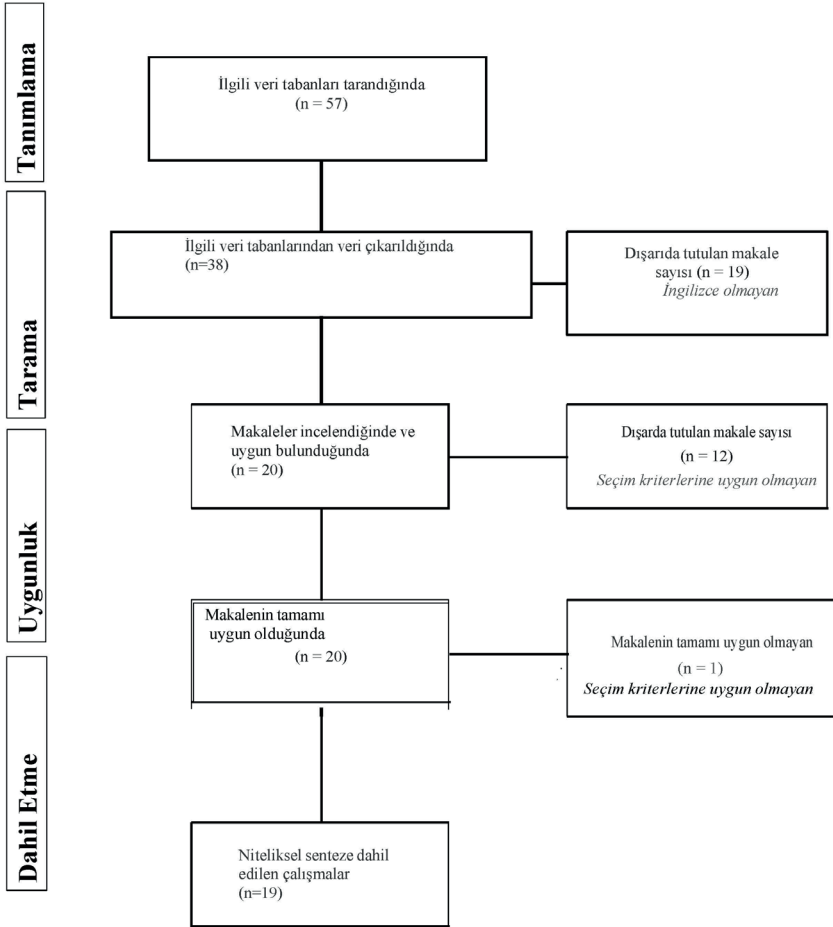 Tanımlama
İlgili veri tabanları tarandığında
(n = 57)
Tarama
İlgili veri tabanlarından veri çıkarıldığında
(n=38)
Dışarıda tutulan makale
sayısı (n = 19)
İngilizce olmayan
Makaleler incelendiğinde ve
uygun bulunduğunda
(n = 20)
Dışarda tutulan makale sayısı
(n = 12)
Seçim kriterlerine uygun olmayan
Uygunluk
Makalenin tamamı
uygun olduğunda
(n = 20)
Makalenin tamamı uygun olmayan
(n = 1)
Seçim kriterlerine uygun olmayan
Dahil Etme
Niteliksel senteze dahil
edilen çalışmalar
(n=19)